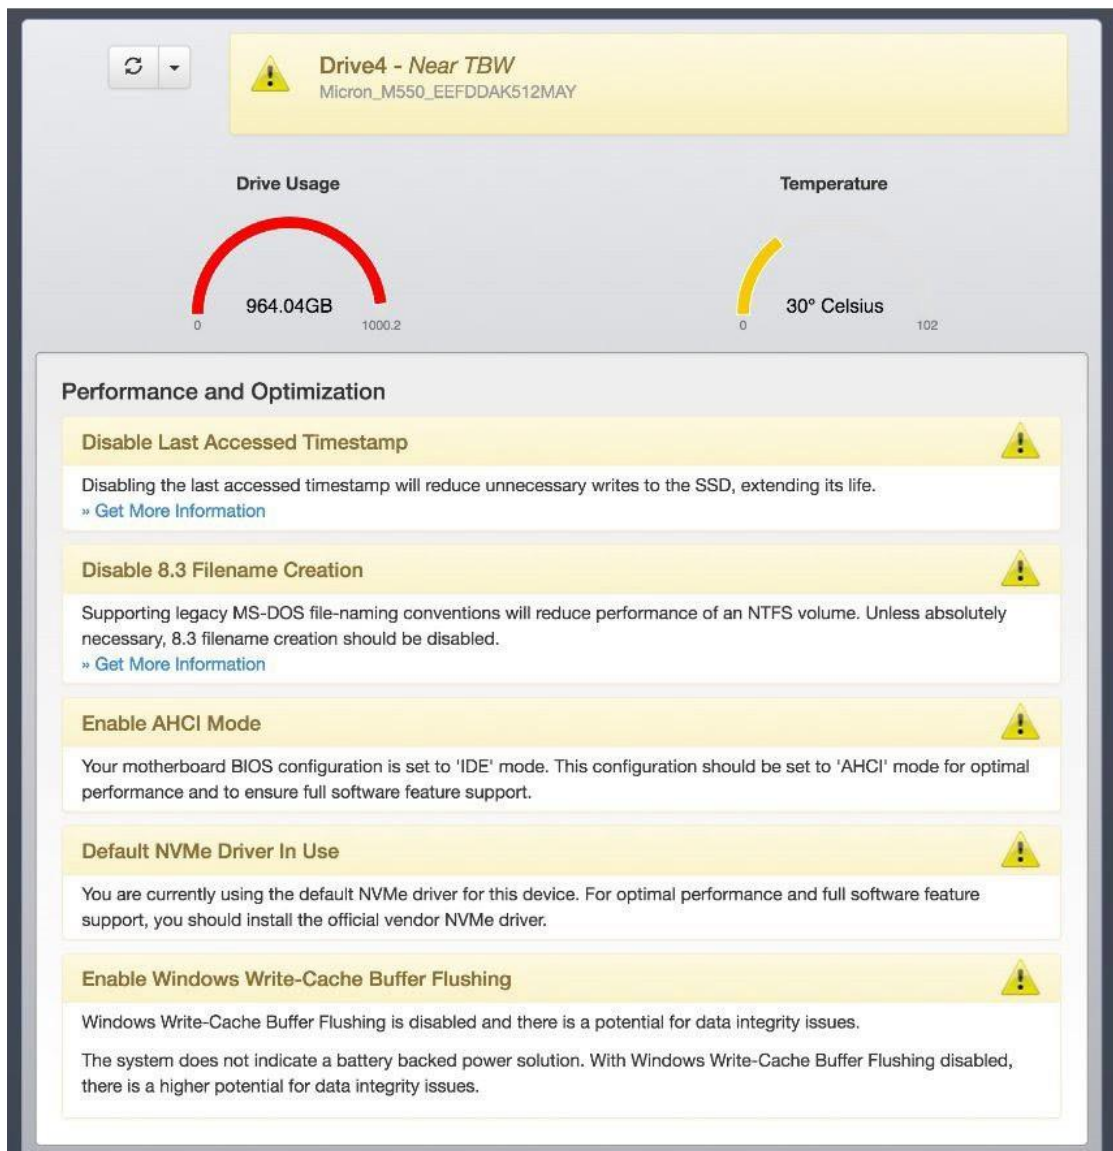 Drive4 - Near TBW
Micron_M550_EEFDDAK512MAY
Drive Usage
Temperature
964.04GB
0
1000.2
30° Celsius
0
102
Performance and Optimization
Disable Last Accessed Timestamp
Disabling the last accessed timestamp will reduce unnecessary writes to the SSD, extending its life.
» Get More Information
Disable 8.3 Filename Creation
Supporting legacy MS-DOS file-naming conventions will reduce performance of an NTFS volume. Unless absolutely
necessary, 8.3 filename creation should be disabled.
» Get More Information
Enable AHCI Mode
Your motherboard BIOS configuration is set to 'IDE' mode. This configuration should be set to 'AHCI' mode for optimal
performance and to ensure full software feature support.
Default NVMe Driver In Use
You are currently using the default NVMe driver for this device. For optimal performance and full software feature
support, you should install the official vendor NVMe driver.
Enable Windows Write-Cache Buffer Flushing
Windows Write-Cache Buffer Flushing is disabled and there is a potential for data integrity issues.
The system does not indicate a battery backed power solution. With Windows Write-Cache Buffer Flushing disabled,
there is a higher potential for data integrity issues.